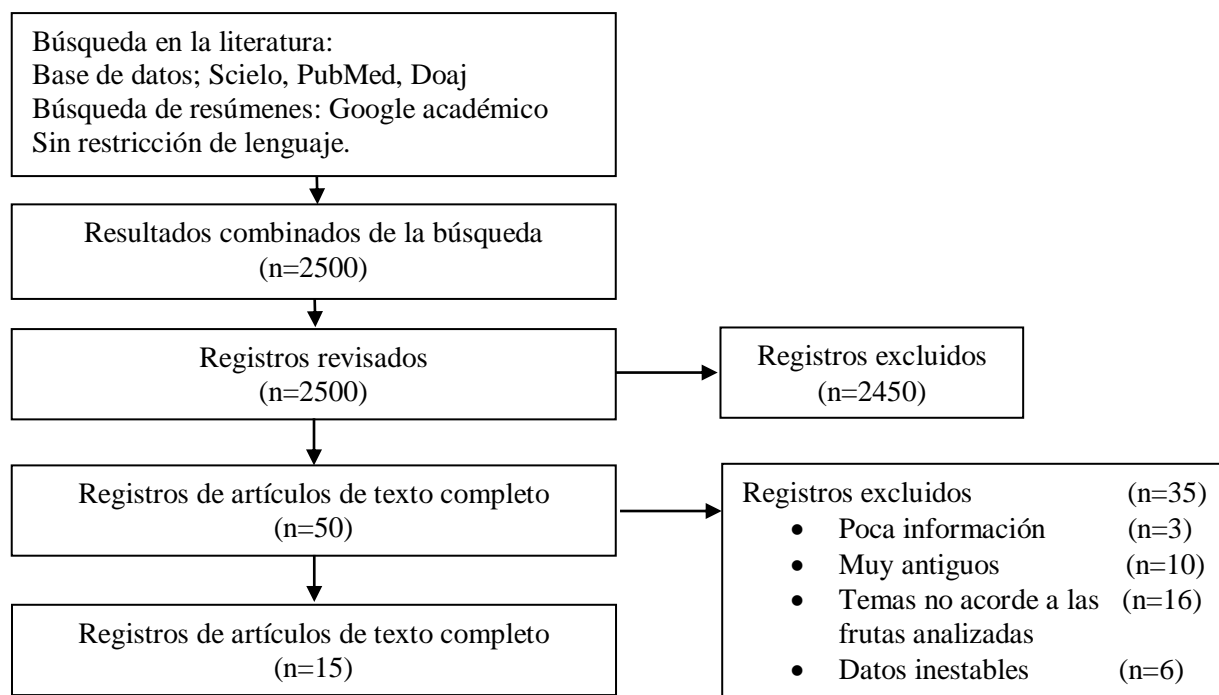 Búsqueda en la literatura:
Base de datos; Scielo, PubMed, Doaj
Búsqueda de resúmenes: Google académico
Sin restricción de lenguaje.
Resultados combinados de la búsqueda
(n=2500)
Registros revisados
(n=2500)
Registros excluidos
(n=2450)
Registros de artículos de texto completo
(n=50)
Registros excluidos (n=35)
• Poca información (n=3)
• Muy antiguos (n=10)
• Temas no acorde a las (n=16)
frutas analizadas
• Datos inestables (n=6)
Registros de artículos de texto completo
(n=15)